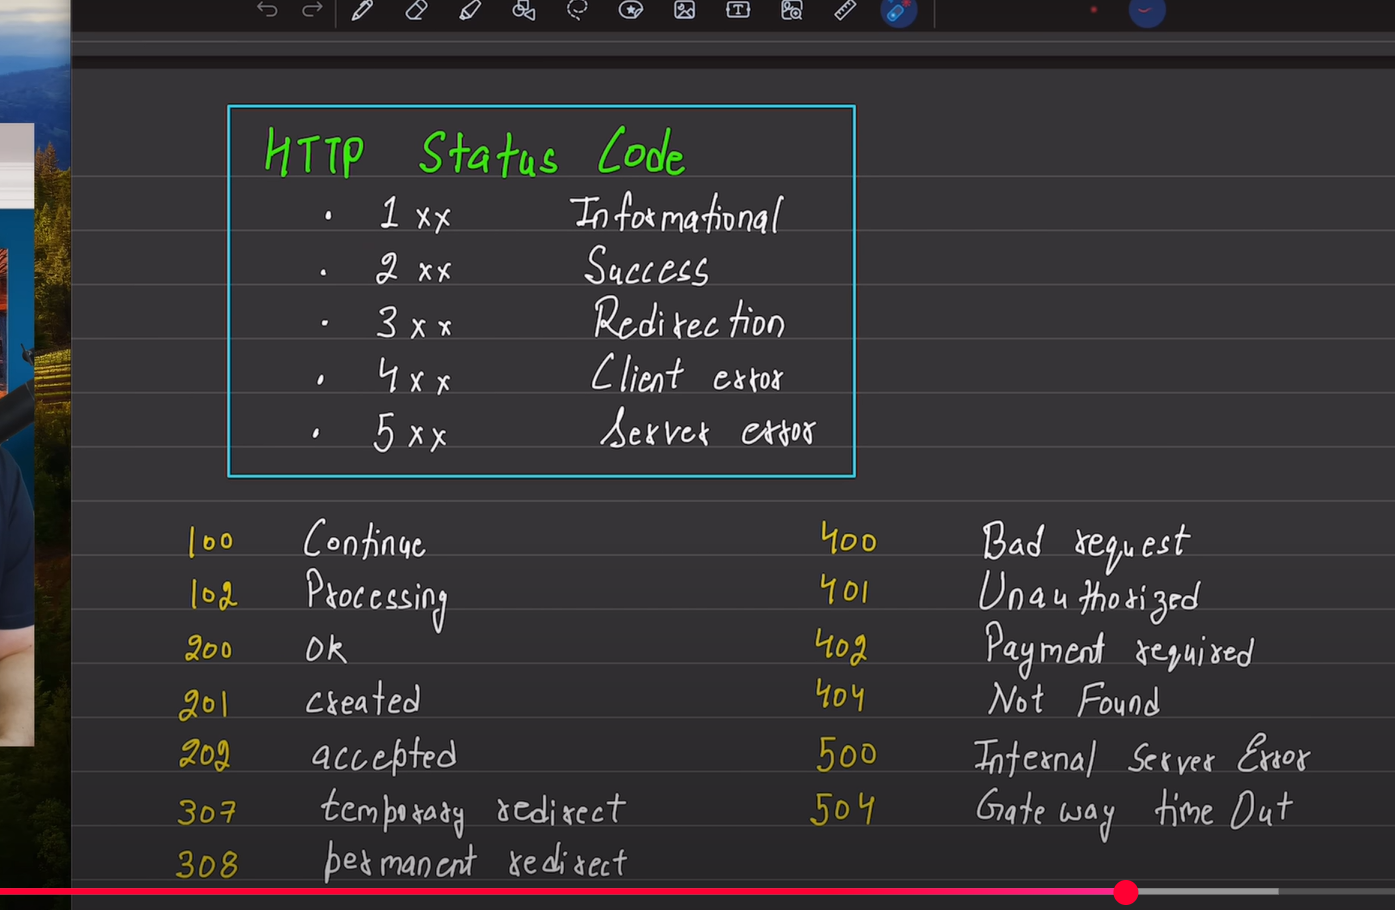 HTTP Status Code
• 1xx Informational
• 2xx Success
• 3xx Redirection
• 4xx Client error
• 5xx Server error
100 Continue
102 Processing
200 Ok
201 created
202 accepted
307 temporary redirect
308 permanent redirect
400 Bad request
401 Unauthorized
402 Payment required
404 Not Found
500 Internal Server Error
504 Gateway time Out